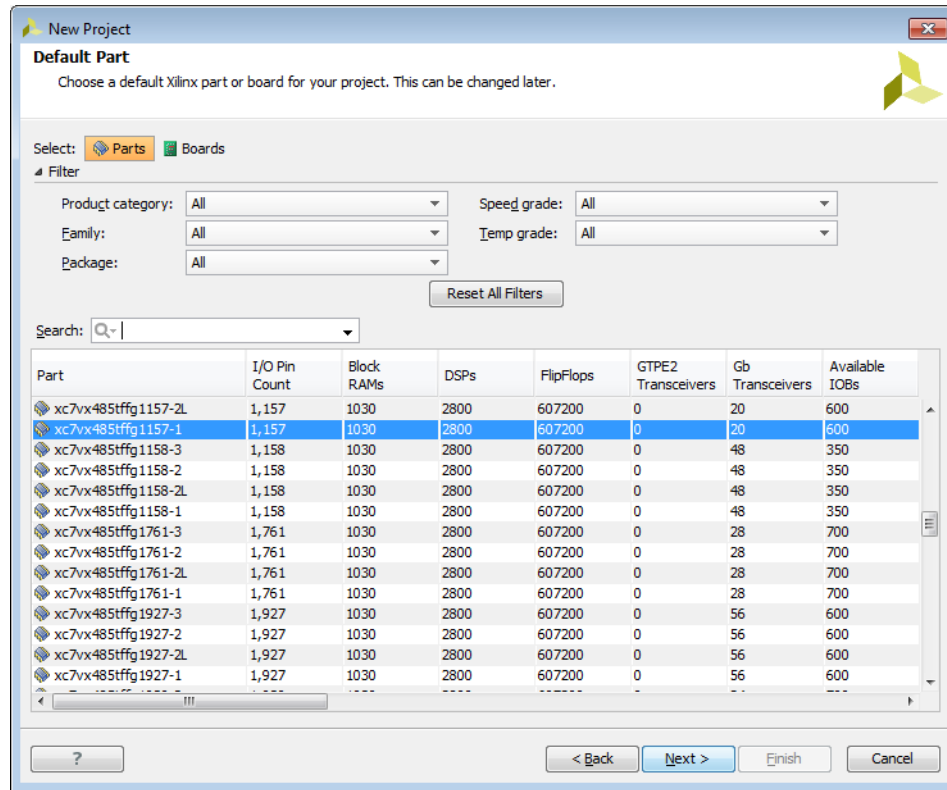 New Project
Default Part
Choose a default Xilinx part or board for your project. This can be changed later.
Select: Parts Boards
Filter
Product category: All Speed grade: All
Family: All Temp grade: All
Package: All
Reset All Filters
Search:
Part I/O Pin Count Block RAMs DSPs FlipFlops GTPE2 Transceivers Gb Transceivers Available IOBs
xc7vx485tffg1157-2L 1,157 1030 2800 607200 0 20 600
xc7vx485tffg1157-1 1,157 1030 2800 607200 0 20 600
xc7vx485tffg1158-3 1,158 1030 2800 607200 0 48 350
xc7vx485tffg1158-2 1,158 1030 2800 607200 0 48 350
xc7vx485tffg1158-2L 1,158 1030 2800 607200 0 48 350
xc7vx485tffg1158-1 1,158 1030 2800 607200 0 48 350
xc7vx485tffg1761-3 1,761 1030 2800 607200 0 28 700
xc7vx485tffg1761-2 1,761 1030 2800 607200 0 28 700
xc7vx485tffg1761-2L 1,761 1030 2800 607200 0 28 700
xc7vx485tffg1761-1 1,761 1030 2800 607200 0 28 700
xc7vx485tffg1927-3 1,927 1030 2800 607200 0 56 600
xc7vx485tffg1927-2 1,927 1030 2800 607200 0 56 600
xc7vx485tffg1927-2L 1,927 1030 2800 607200 0 56 600
xc7vx485tffg1927-1 1,927 1030 2800 607200 0 56 600
? < Back Next > Finish Cancel